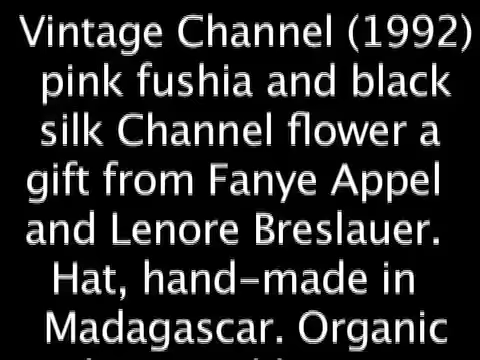 Vintage Channel (1992)
pink fushia and black
silk Channel flower a
gift from Fanye Appel
and Lenore Breslauer.
Hat, hand-made in
Madagascar. Organic